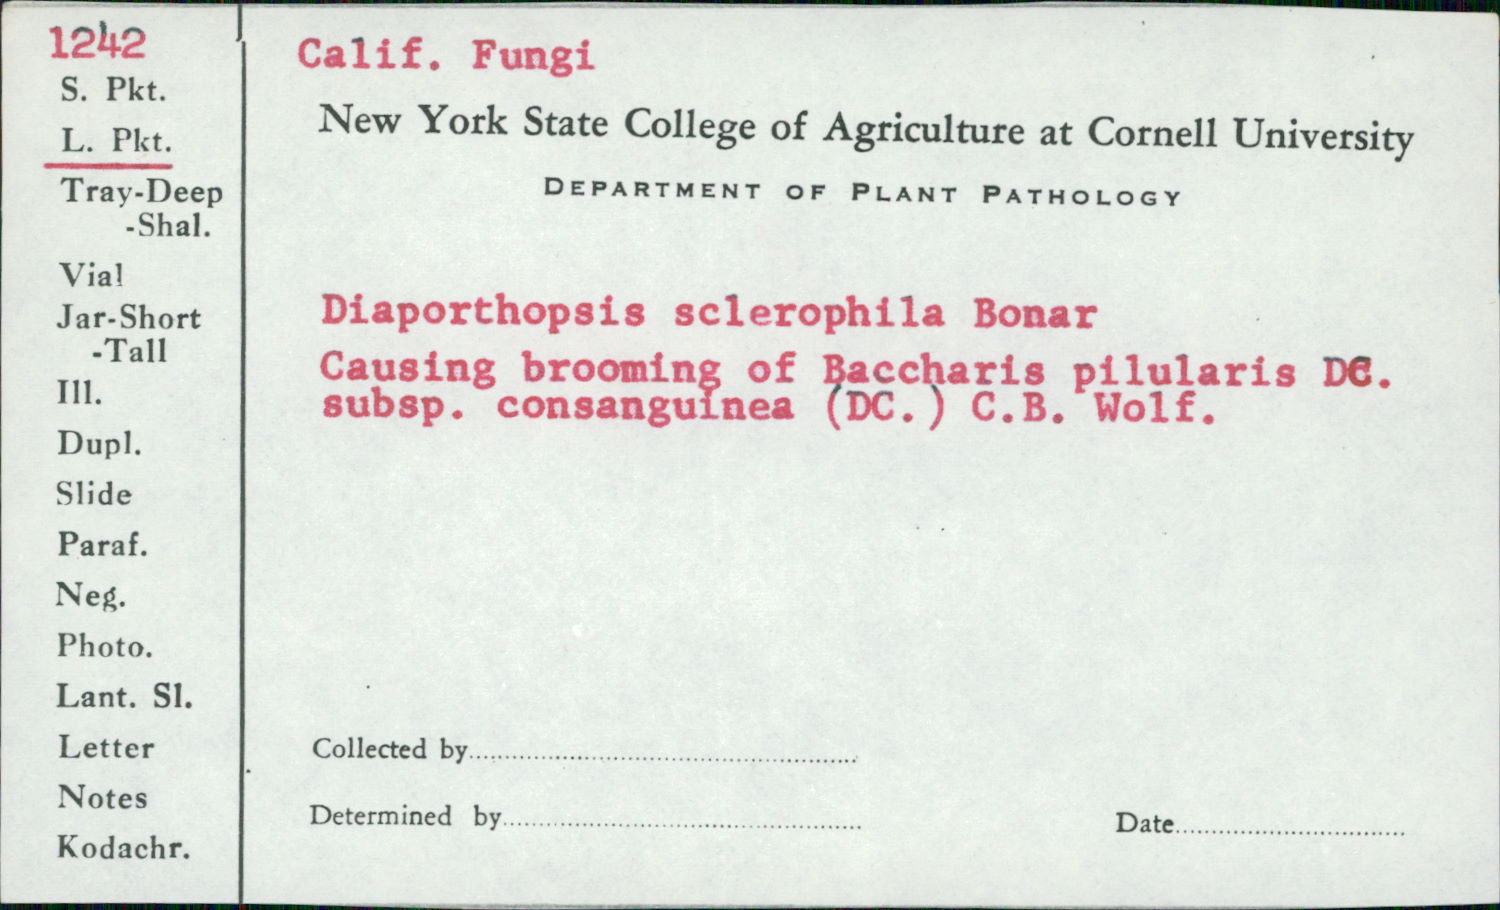 1242
S. Pkt.
L. Pkt.
Tray-Deep
-Shal.
Vial
Jar-Short
-Tall
Ill.
Dupl.
Slide
Paraf.
Neg.
Photo.
Lant. Sl.
Letter
Notes
Kodachr.
Calif. Fungi
New York State College of Agriculture at Cornell University
DEPARTMENT OF PLANT PATHOLOGY
Diaporthopsis sclerophila Bonar
Causing brooming of Baccharis pilularis DC.
subsp. consanguinea (DC.) C.B. Wolf.
Collected by
Determined by
Date